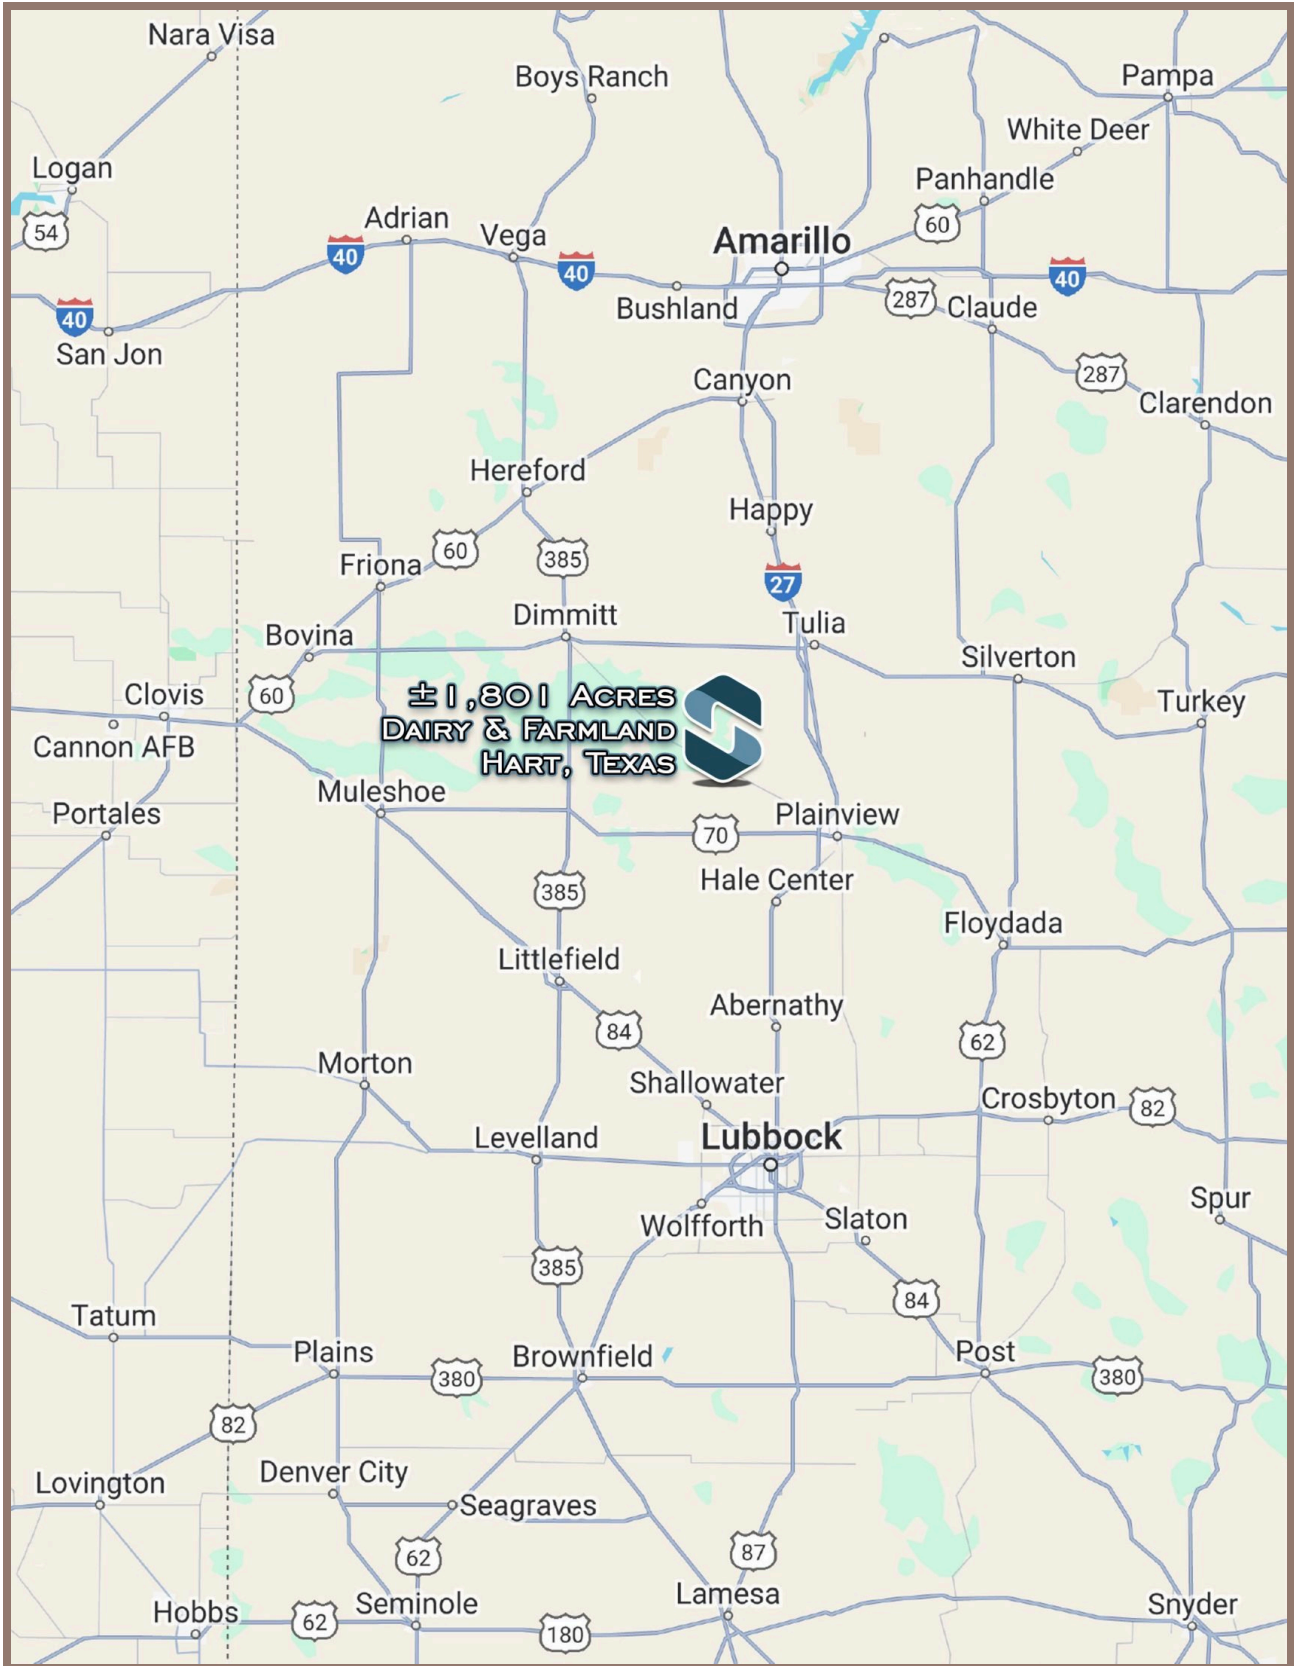 Nara Visa
Boys Ranch
Pampa
White Deer
Logan
Panhandle
54
Adrian
60
Vega
Amarillo
40
40
40
287
Bushland
Claude
40
San Jon
287
Canyon
Clarendon
Hereford
Happy
60
385
Friona
27
Dimmitt
Tulia
Bovina
Silverton
60
Clovis
±1,801 Acres
Turkey
Dairy & Farmland
Cannon AFB
Hart, Texas
Muleshoe
Portales
Plainview
70
Hale Center
385
Floydada
Littlefield
Abernathy
84
62
Morton
Shallowater
Crosbyton
82
Levelland
Lubbock
Spur
Wolfforth
Slaton
385
84
Tatum
Plains
Brownfield
Post
380
380
82
Denver City
Lovington
Seagraves
62
87
Lamesa
Seminole
Snyder
Hobbs
62
180